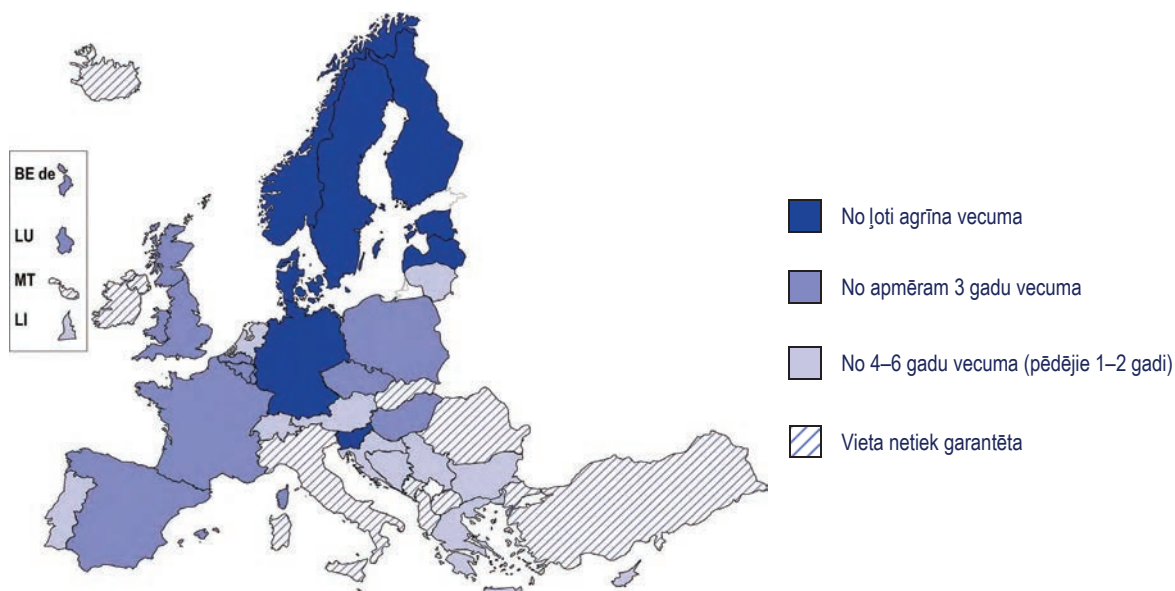 BE de
LU
MT
LI
No ļoti agrīna vecuma
No apmēram 3 gadu vecuma
No 4–6 gadu vecuma (pēdējie 1–2 gadi)
Vieta netiek garantēta